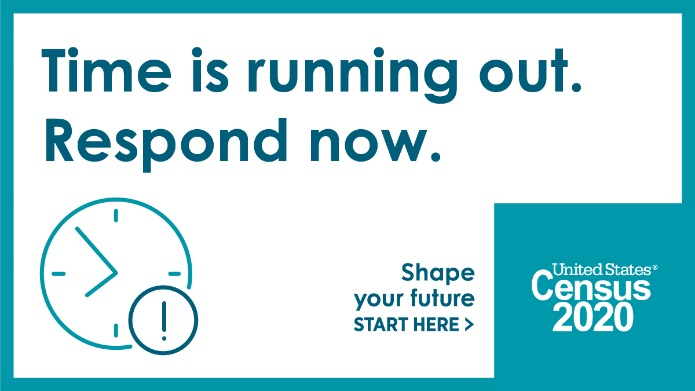 Time is running out.
Respond now.
Shape
your future
START HERE >
United States®
Census
2020